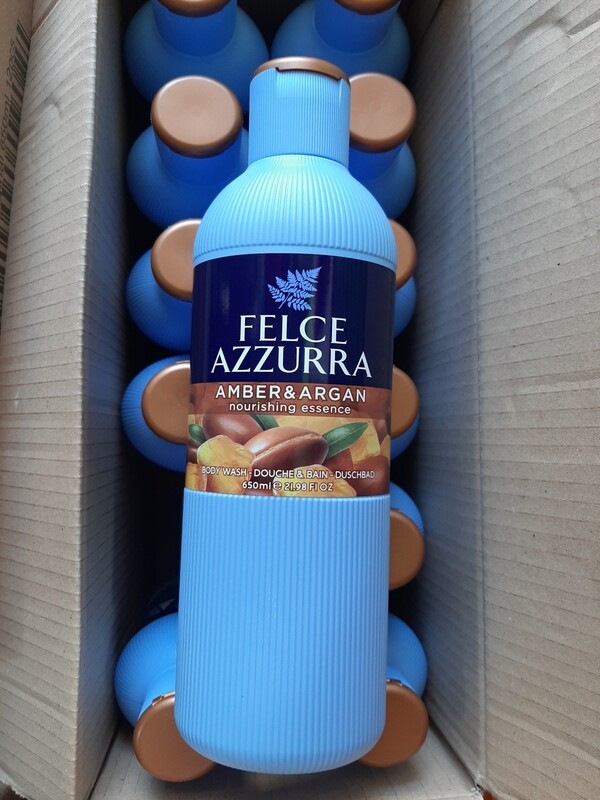 FELCE
AZZURRA
AMBER&ARGAN
nourishing essence
BODY WASH - DOUCHE & BAIN - DUSCHBAD
650ml ℮ 21.98 Fl OZ